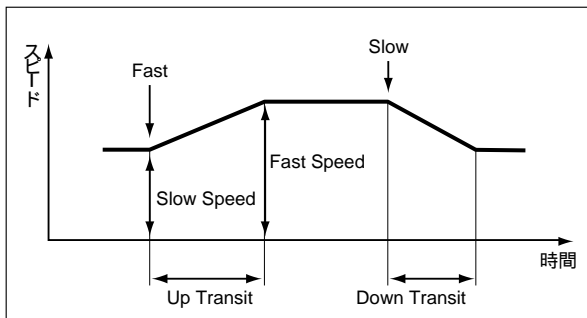 スピード
Fast
Slow
Fast Speed
Slow Speed
時間
Up Transit
Down Transit